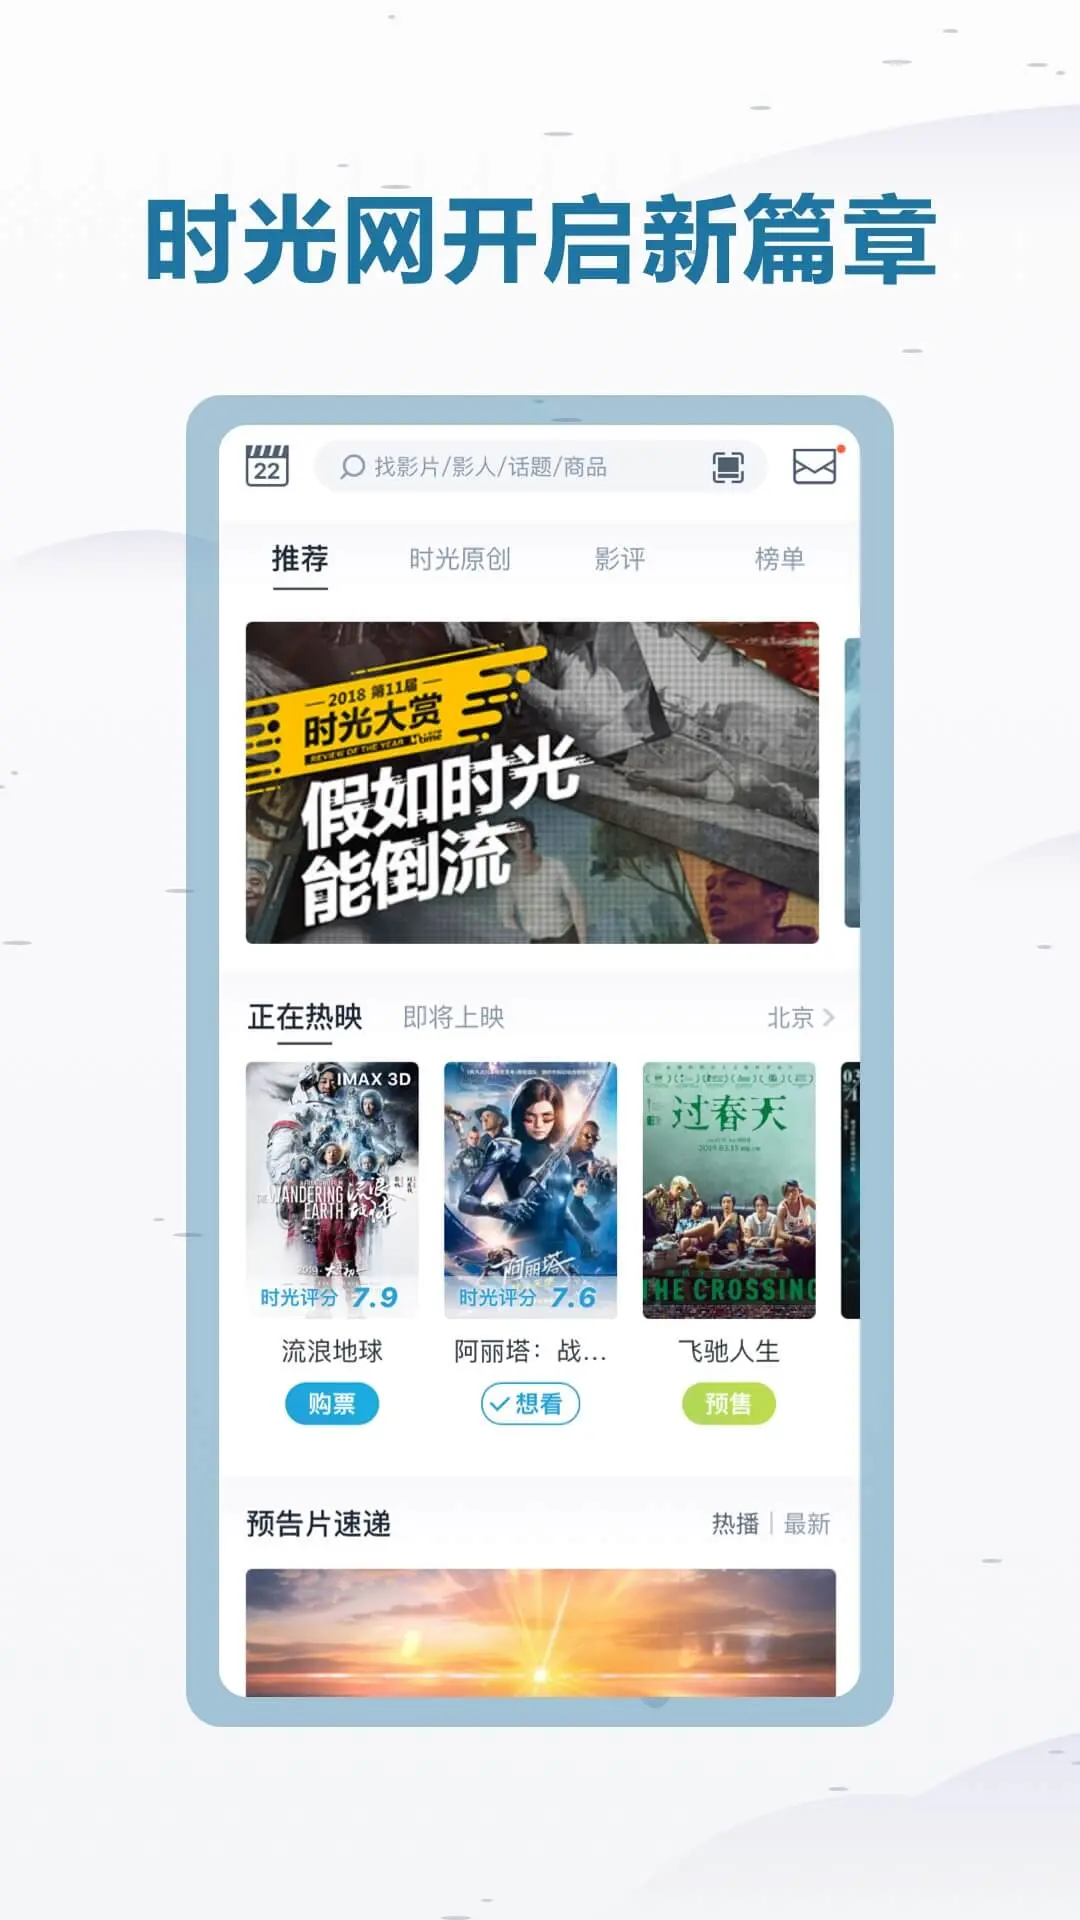 时光网开启新篇章
22
找影片/影人/话题/商品
推荐
时光原创
影评
榜单
2018 第11届
时光大赏
REVIEW OF THE YEAR
time
假如时光
能倒流
正在热映
即将上映
北京
IMAX 3D
THE WANDERING
EARTH
流浪
地球
时光评分 7.9
阿丽塔
时光评分 7.6
过春天
THE CROSSING
流浪地球
阿丽塔：战...
飞驰人生
购票
想看
预售
预告片速递
热播
最新